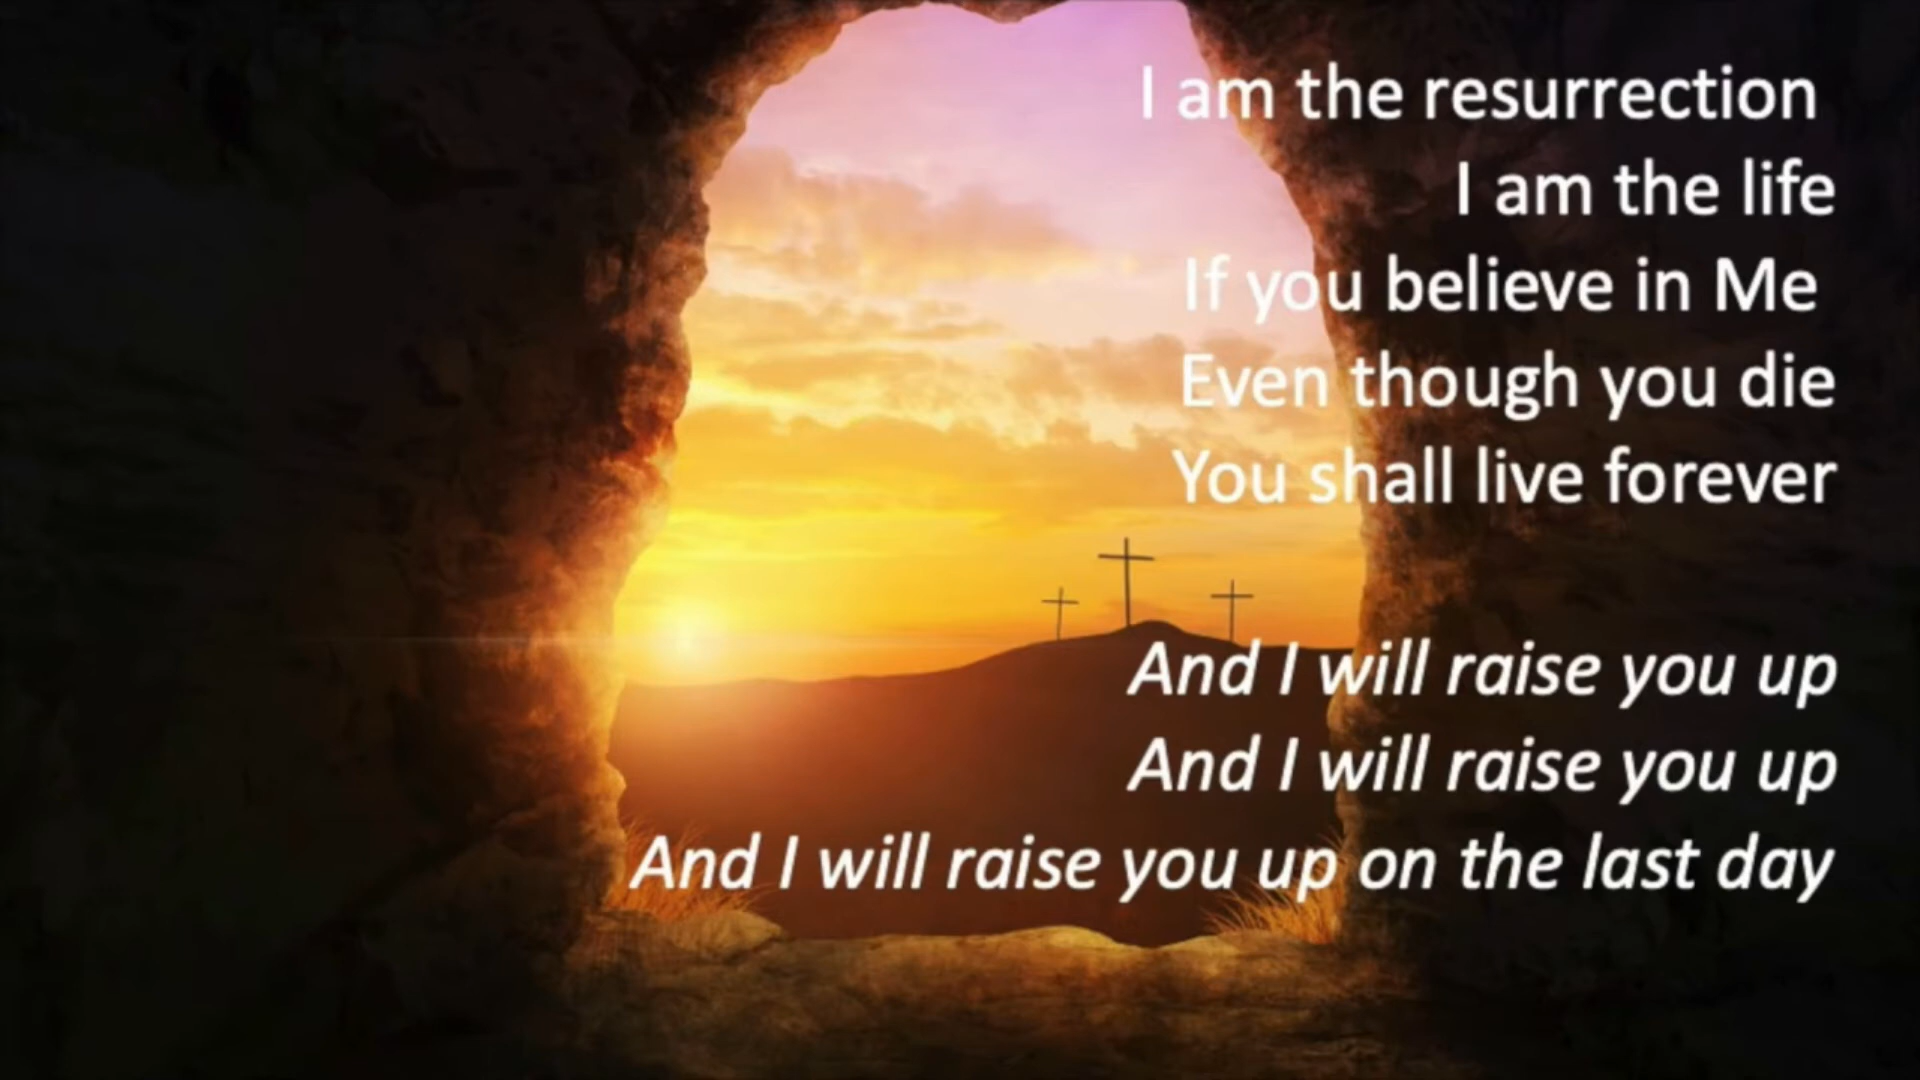 I am the resurrection
I am the life
If you believe in Me
Even though you die
You shall live forever
And I will raise you up
And I will raise you up
And I will raise you up on the last day